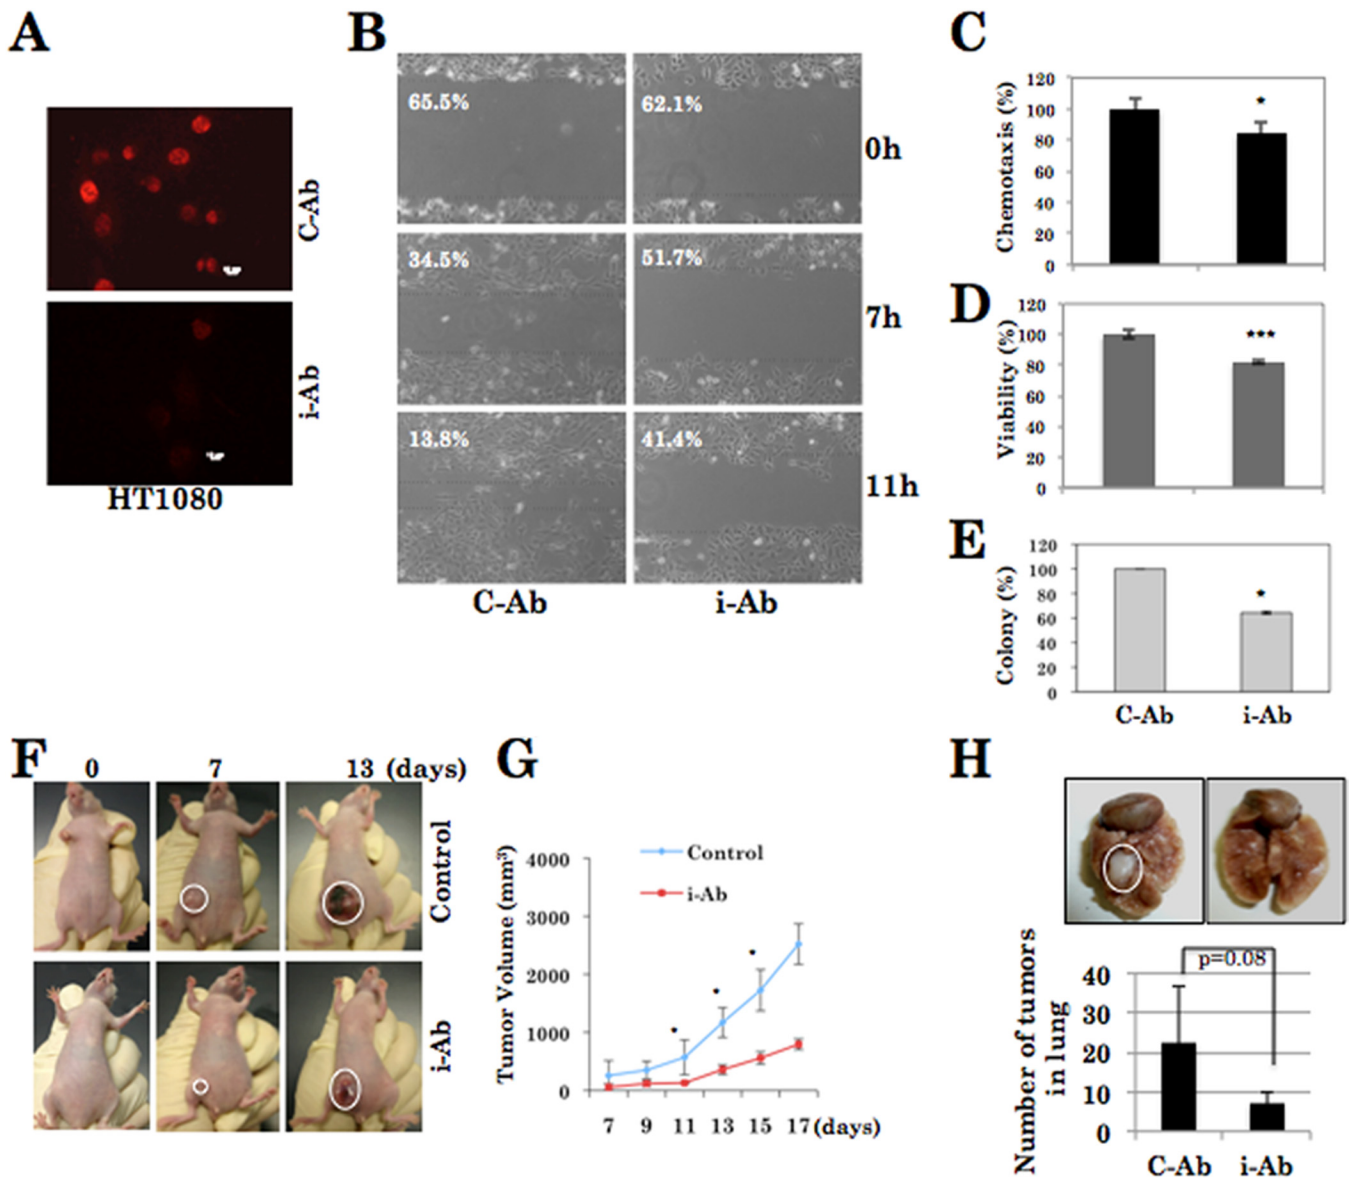 A
C-Ab
i-Ab
HT1080
B
65.5%
62.1%
0h
34.5%
51.7%
7h
13.8%
41.4%
11h
C-Ab
i-Ab
C
Chemotaxis (%)
120
100
80
60
40
20
0
*
D
Viability (%)
120
100
80
60
40
20
0
***
E
Colony (%)
120
100
80
60
40
20
0
*
C-Ab
i-Ab
F
0
7
13 (days)
Control
i-Ab
G
Tumor Volume (mm³)
4000
3000
2000
1000
0
Control
i-Ab
*
*
*
7 9 11 13 15 17(days)
H
Number of tumors
in lung
40
30
20
10
0
p=0.08
C-Ab
i-Ab